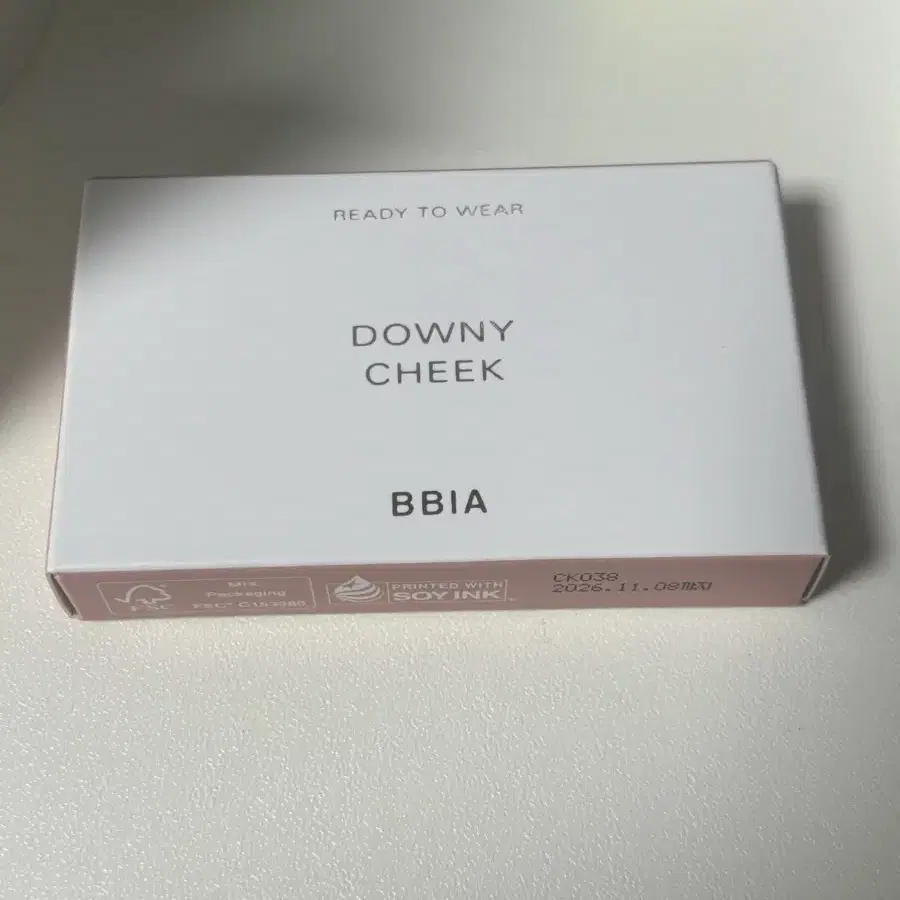 READY TO WEAR
DOWNY
CHEEK
BBIA
FSC
MIX
Packaging
PRINTED WITH
SOY INK
CK038
2026.11.08까지